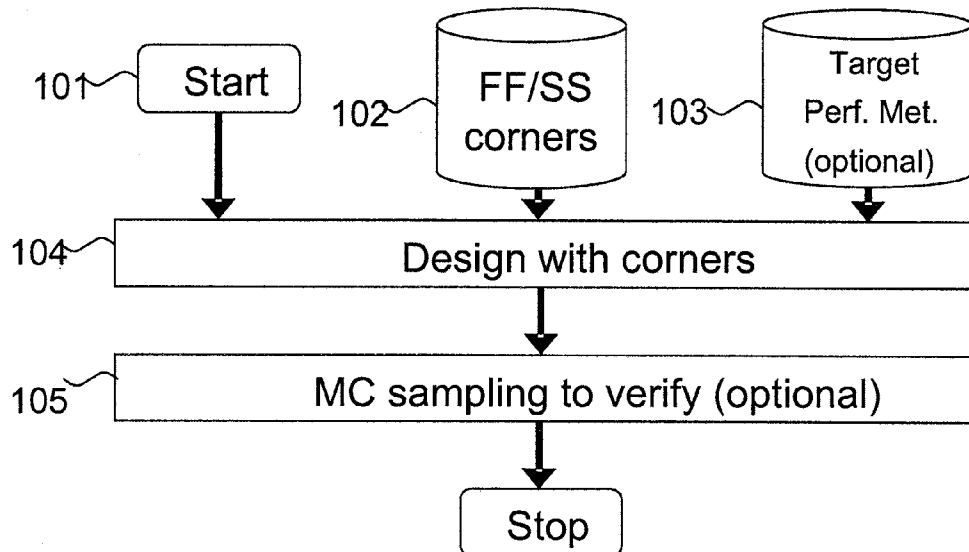 101
Start
102
FF/SS
corners
103
Target
Perf. Met.
(optional)
104
Design with corners
105
MC sampling to verify (optional)
Stop